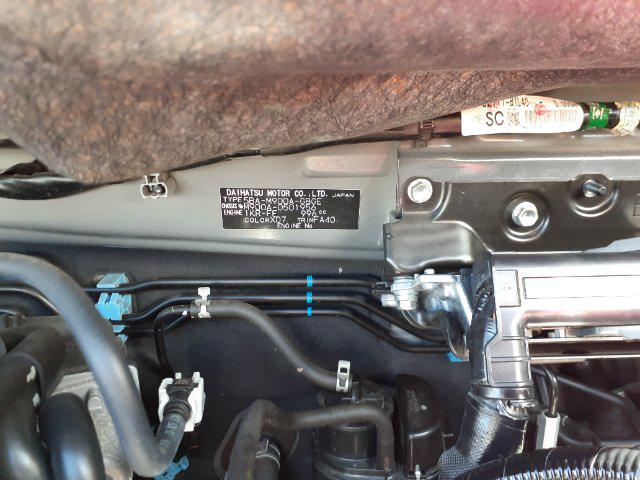 SC
DAIHATSU MOTOR CO.,LTD. JAPAN
TYPE 5BA-M900A-GBGE
CHASSIS No M900A-0501956
ENGINE 1KR-FE 996 cc
COLOR X07 TRIM FA40
ENGINE No